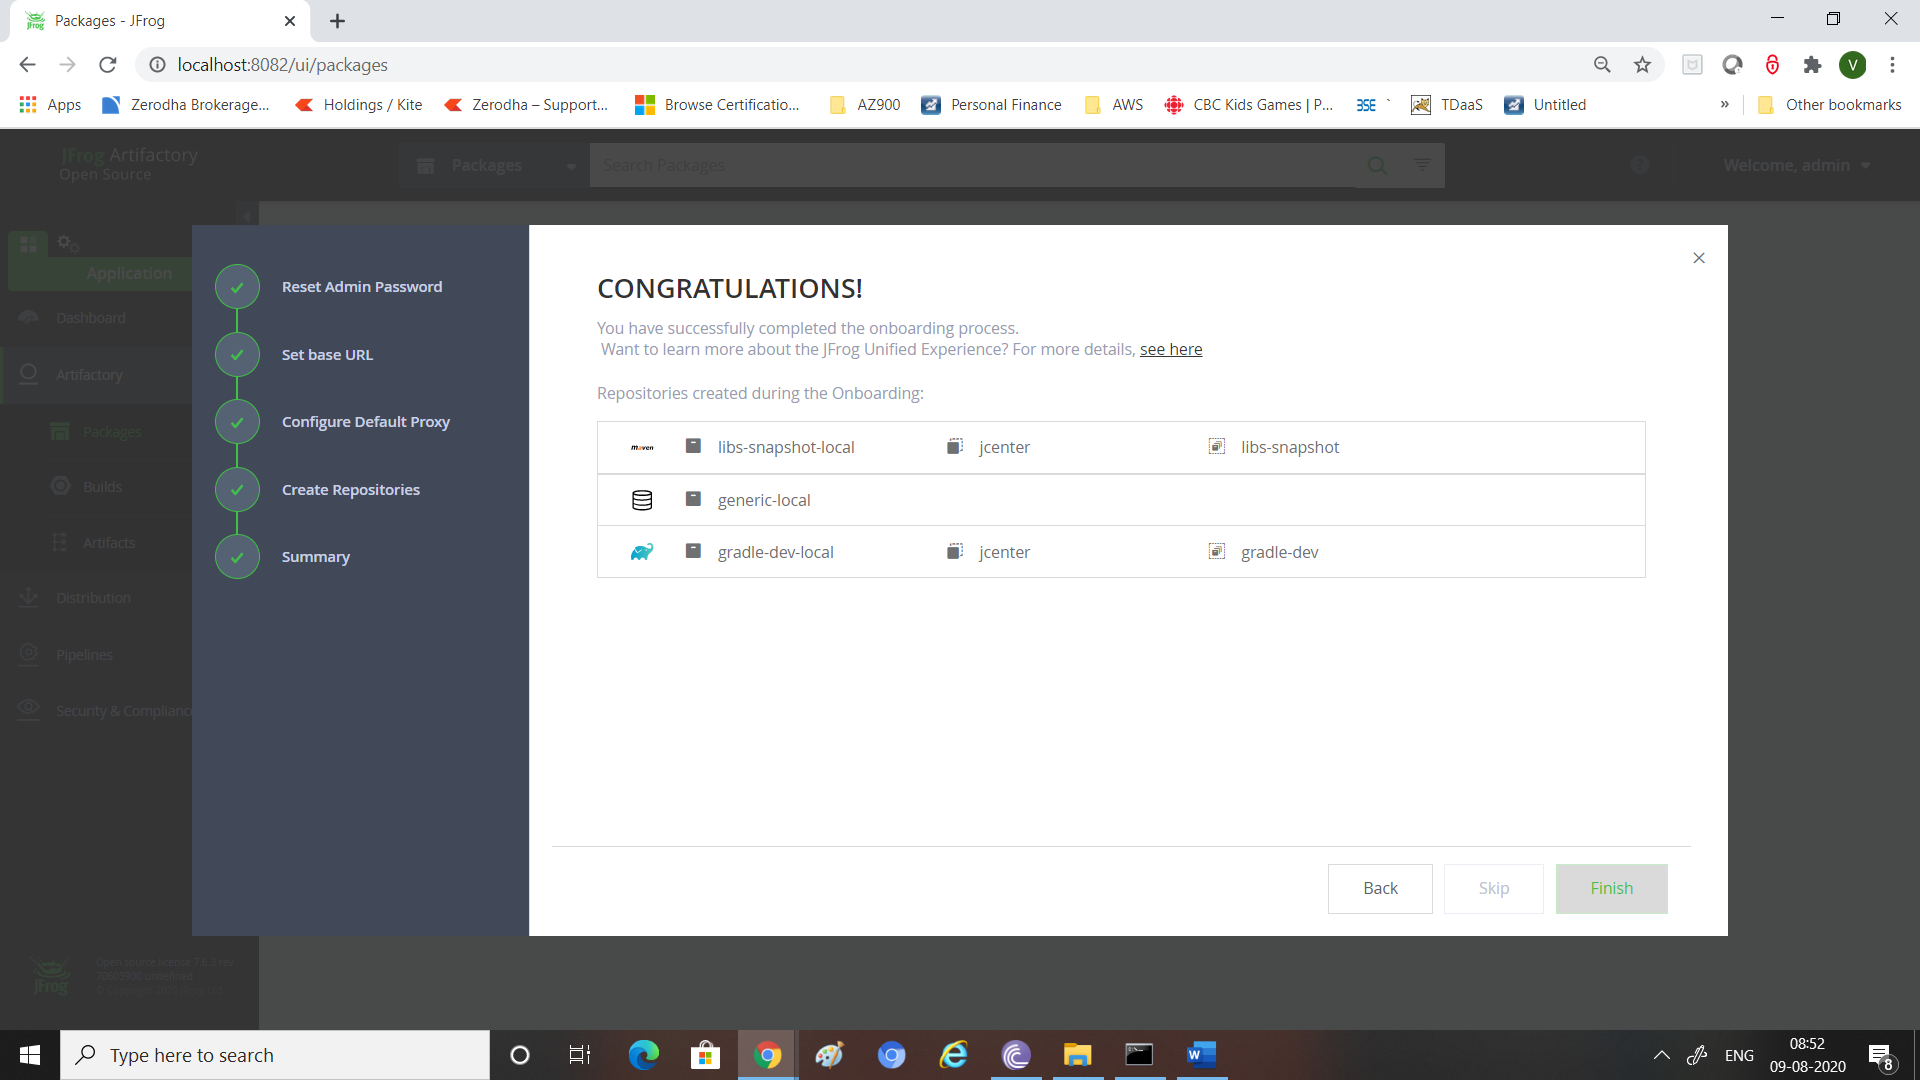 Packages - JFrog
localhost:8082/ui/packages
Apps
Zerodha Brokerage...
Holdings / Kite
Zerodha – Support...
Browse Certificatio...
AZ900
Personal Finance
AWS
CBC Kids Games | P...
BSE
`
TDaaS
Untitled
»
Other bookmarks
V
JFrog Artifactory
Open Source
Packages
Search Packages
Welcome, admin
Application
Dashboard
Artifactory
Packages
Builds
Artifacts
Distribution
Pipelines
Security & Compliance
JFrog
Reset Admin Password
Set base URL
Configure Default Proxy
Create Repositories
Summary
CONGRATULATIONS!
You have successfully completed the onboarding process.
Want to learn more about the JFrog Unified Experience? For more details, see here
Repositories created during the Onboarding:
maven libs-snapshot-local jcenter libs-snapshot
generic-local
gradle-dev-local jcenter gradle-dev
Back
Skip
Finish
Type here to search
ENG
08:52
09-08-2020
8